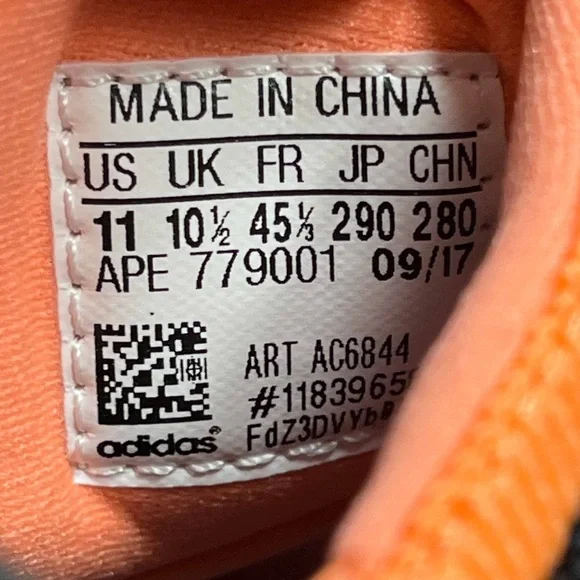 MADE IN CHINA
US UK FR JP CHN
11 10½ 45⅓ 290 280
APE 779001 09/17
ART AC6844
adidas®